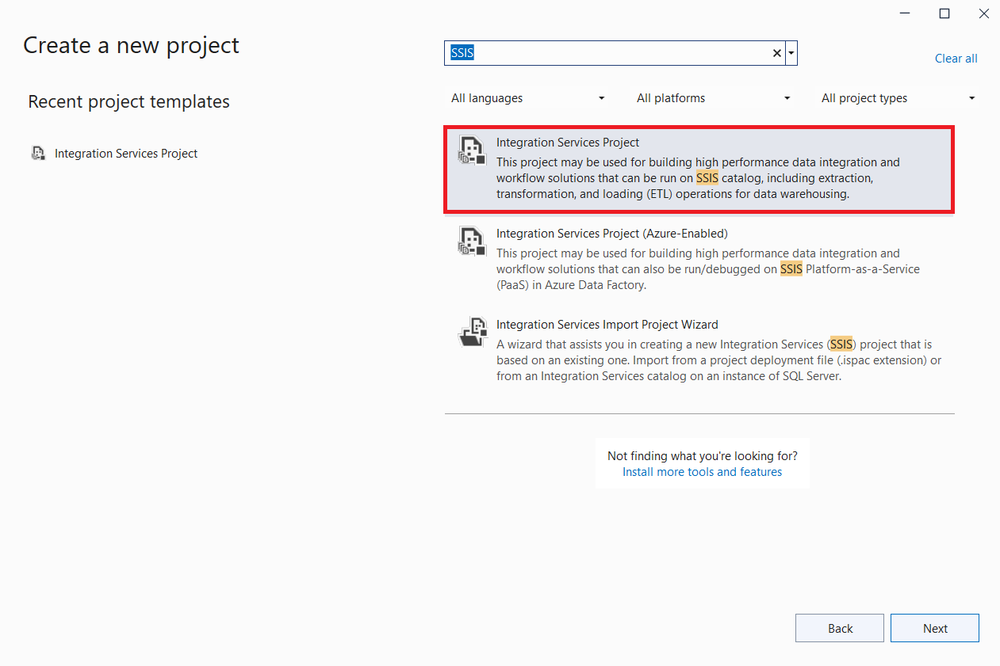 Create a new project
Recent project templates
Integration Services Project
SSIS
Clear all
All languages
All platforms
All project types
Integration Services Project
This project may be used for building high performance data integration and
workflow solutions that can be run on SSIS catalog, including extraction,
transformation, and loading (ETL) operations for data warehousing.
Integration Services Project (Azure-Enabled)
This project may be used for building high performance data integration and
workflow solutions that can also be run/debugged on SSIS Platform-as-a-Service
(PaaS) in Azure Data Factory.
Integration Services Import Project Wizard
A wizard that assists you in creating a new Integration Services (SSIS) project that is
based on an existing one. Import from a project deployment file (.ispac extension) or
from an Integration Services catalog on an instance of SQL Server.
Not finding what you're looking for?
Install more tools and features
Back
Next